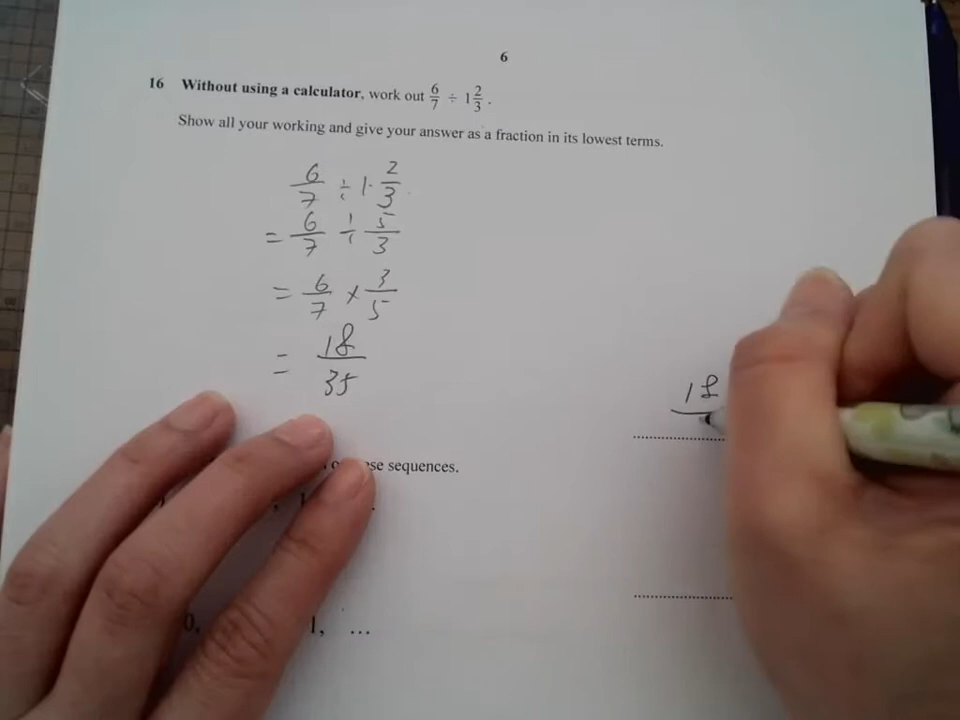 6
16 Without using a calculator, work out 6/7 ÷ 1 2/3 .
Show all your working and give your answer as a fraction in its lowest terms.
6/7 ÷ 1 2/3
= 6/7 ÷ 5/3
= 6/7 × 3/5
= 18/35
18
se sequences.
0, 1, ...